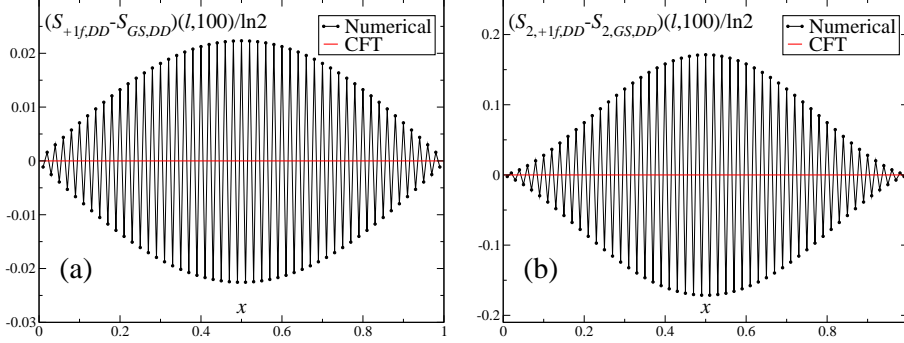 (S+1f,DD-SGS,DD)(l,100)/ln2
Numerical
CFT
0.02
0.01
0
-0.01
-0.02
-0.03
(a)
x
0 0.2 0.4 0.6 0.8 1
(S2,+1f,DD-S2,GS,DD)(l,100)/ln2
Numerical
CFT
0.2
0.1
0
-0.1
-0.2
(b)
x
0 0.2 0.4 0.6 0.8